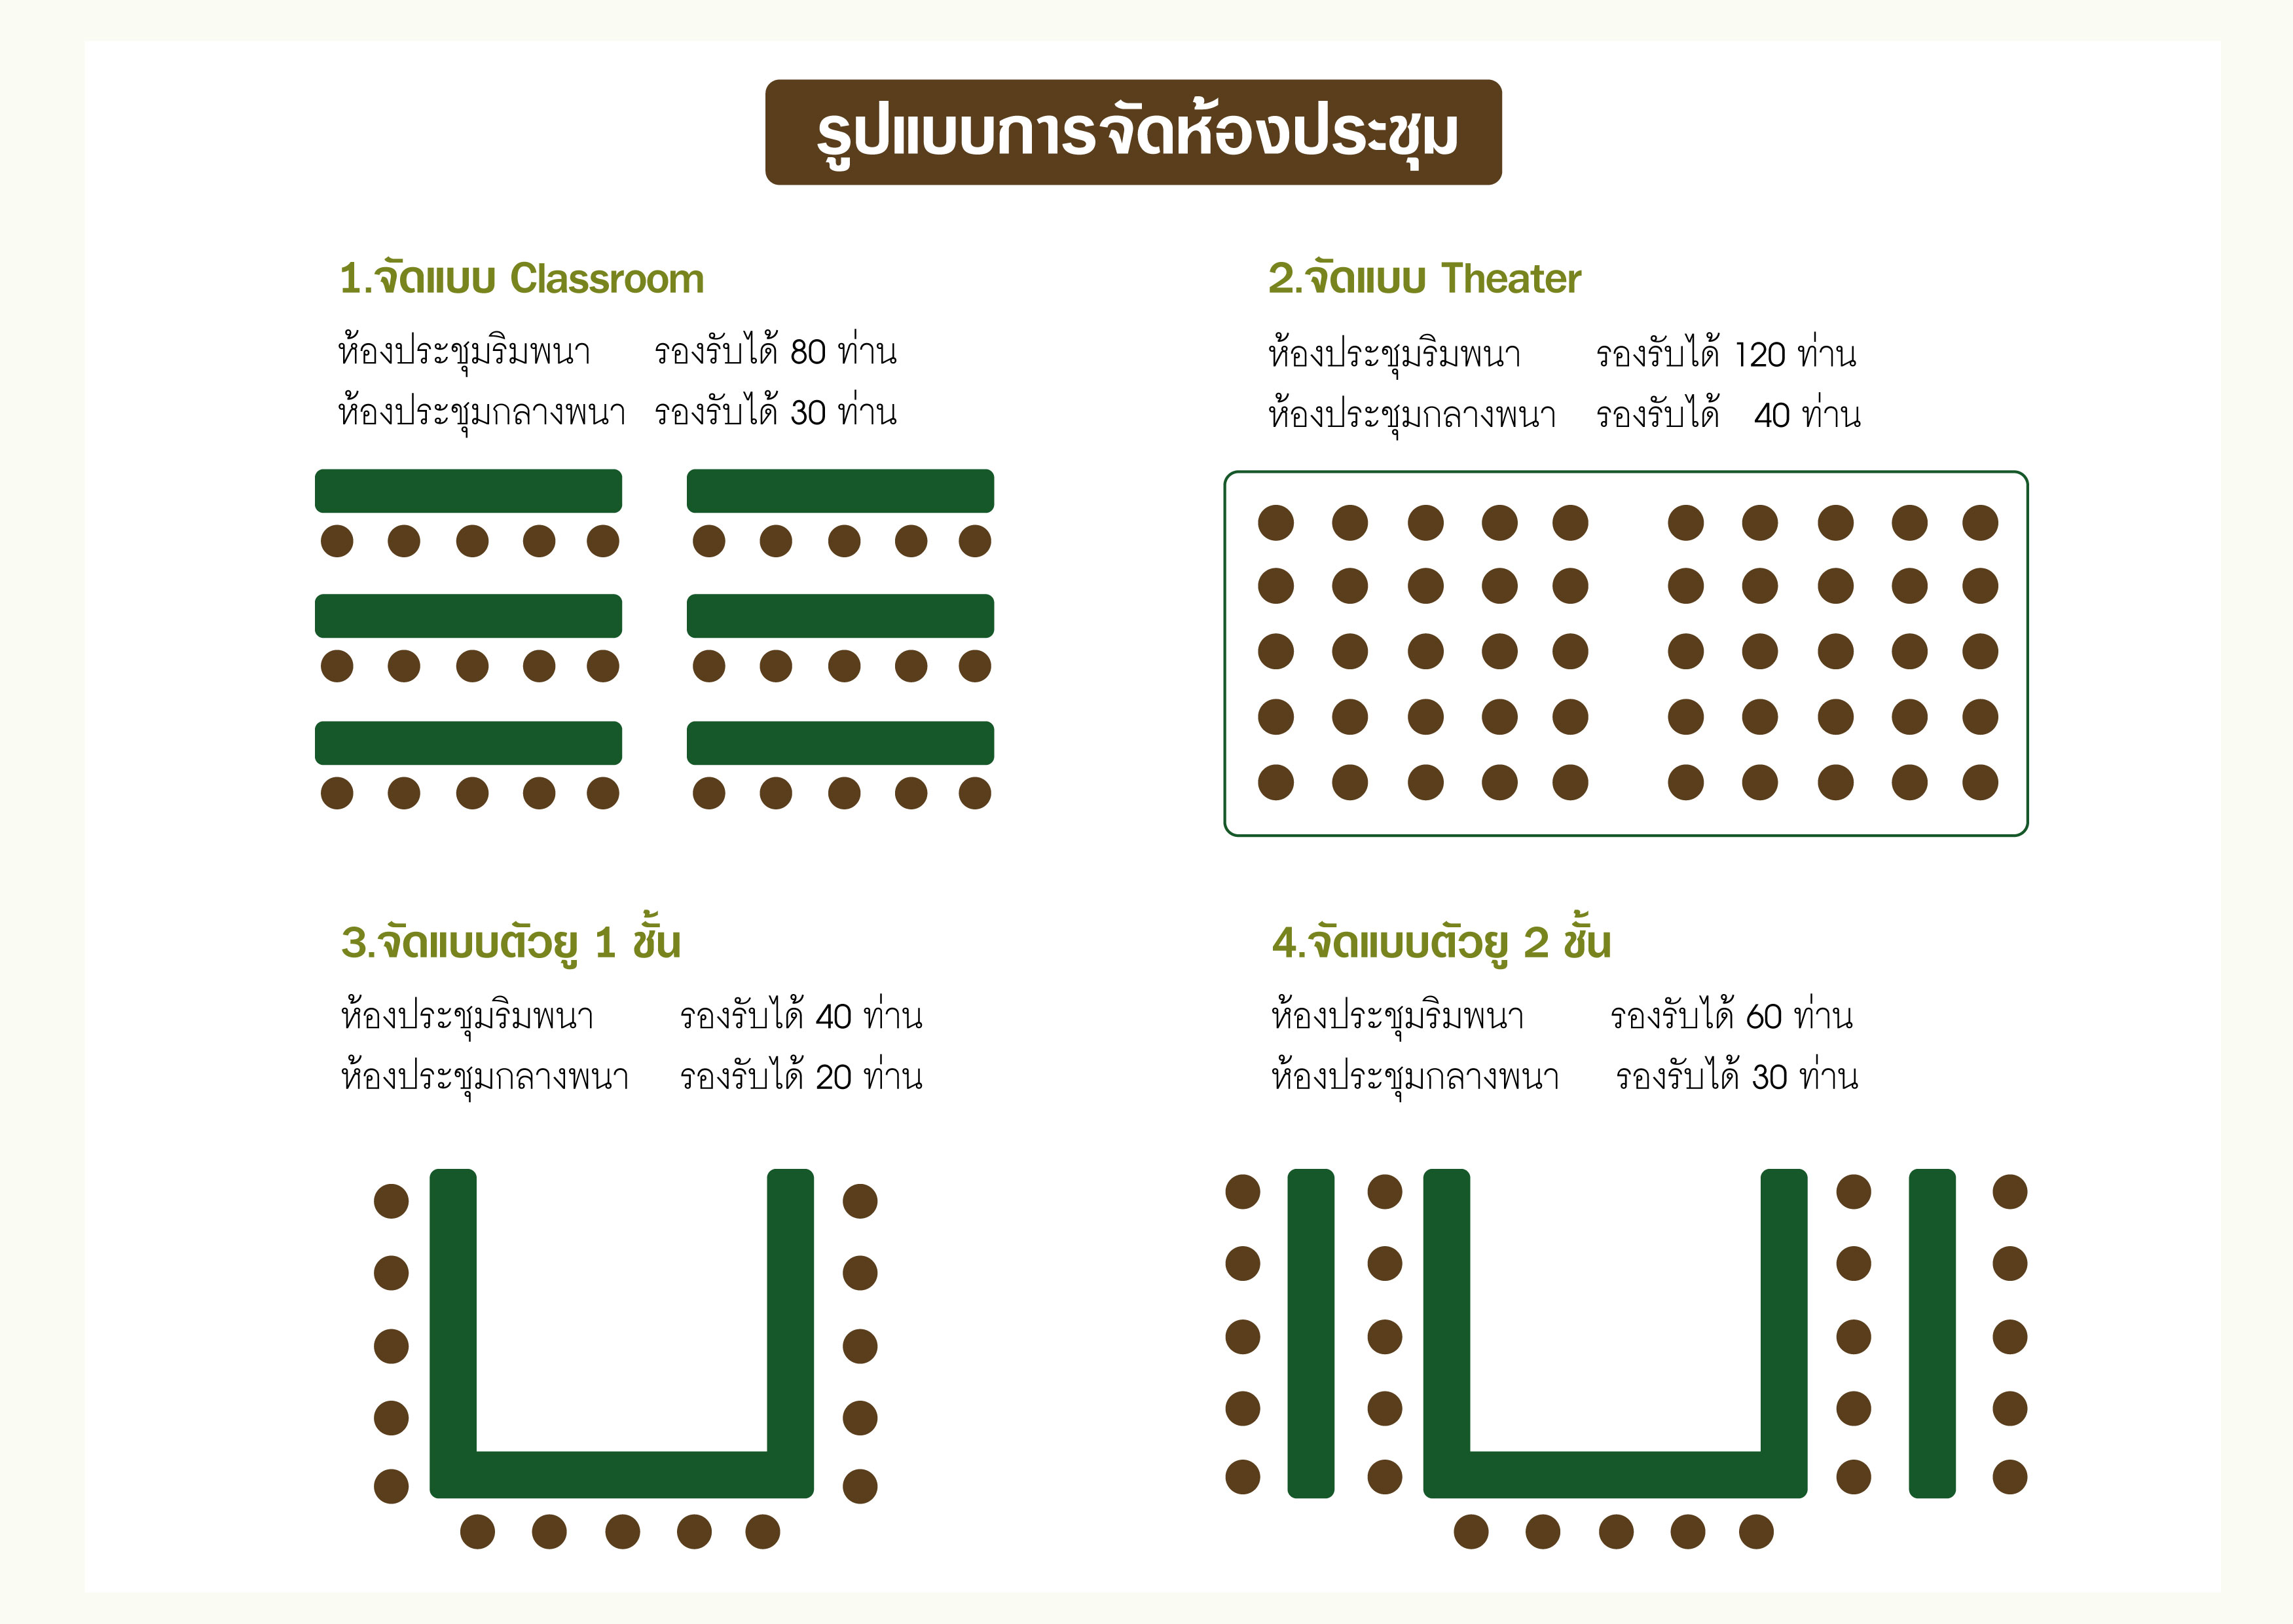 รูปแบบการจัดห้องประชุม
1.จัดแบบ Classroom
ห้องประชุมริมพนา รองรับได้ 80 ท่าน
ห้องประชุมกลางพนา รองรับได้ 30 ท่าน
2.จัดแบบ Theater
ห้องประชุมริมพนา รองรับได้ 120 ท่าน
ห้องประชุมกลางพนา รองรับได้ 40 ท่าน
3.จัดแบบตัวยู 1 ชั้น
ห้องประชุมริมพนา รองรับได้ 40 ท่าน
ห้องประชุมกลางพนา รองรับได้ 20 ท่าน
4.จัดแบบตัวยู 2 ชั้น
ห้องประชุมริมพนา รองรับได้ 60 ท่าน
ห้องประชุมกลางพนา รองรับได้ 30 ท่าน